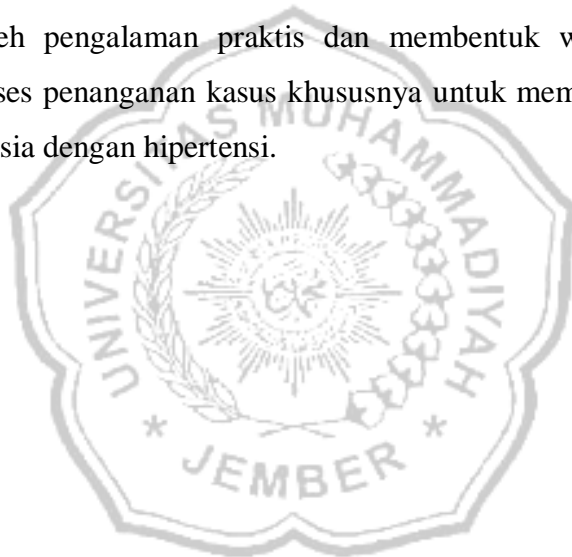 eh pengalaman praktis dan membentuk w
ses penanganan kasus khususnya untuk mem
sia dengan hipertensi.
UNIVERSITAS MUHAMMADIYAH
* JEMBER *